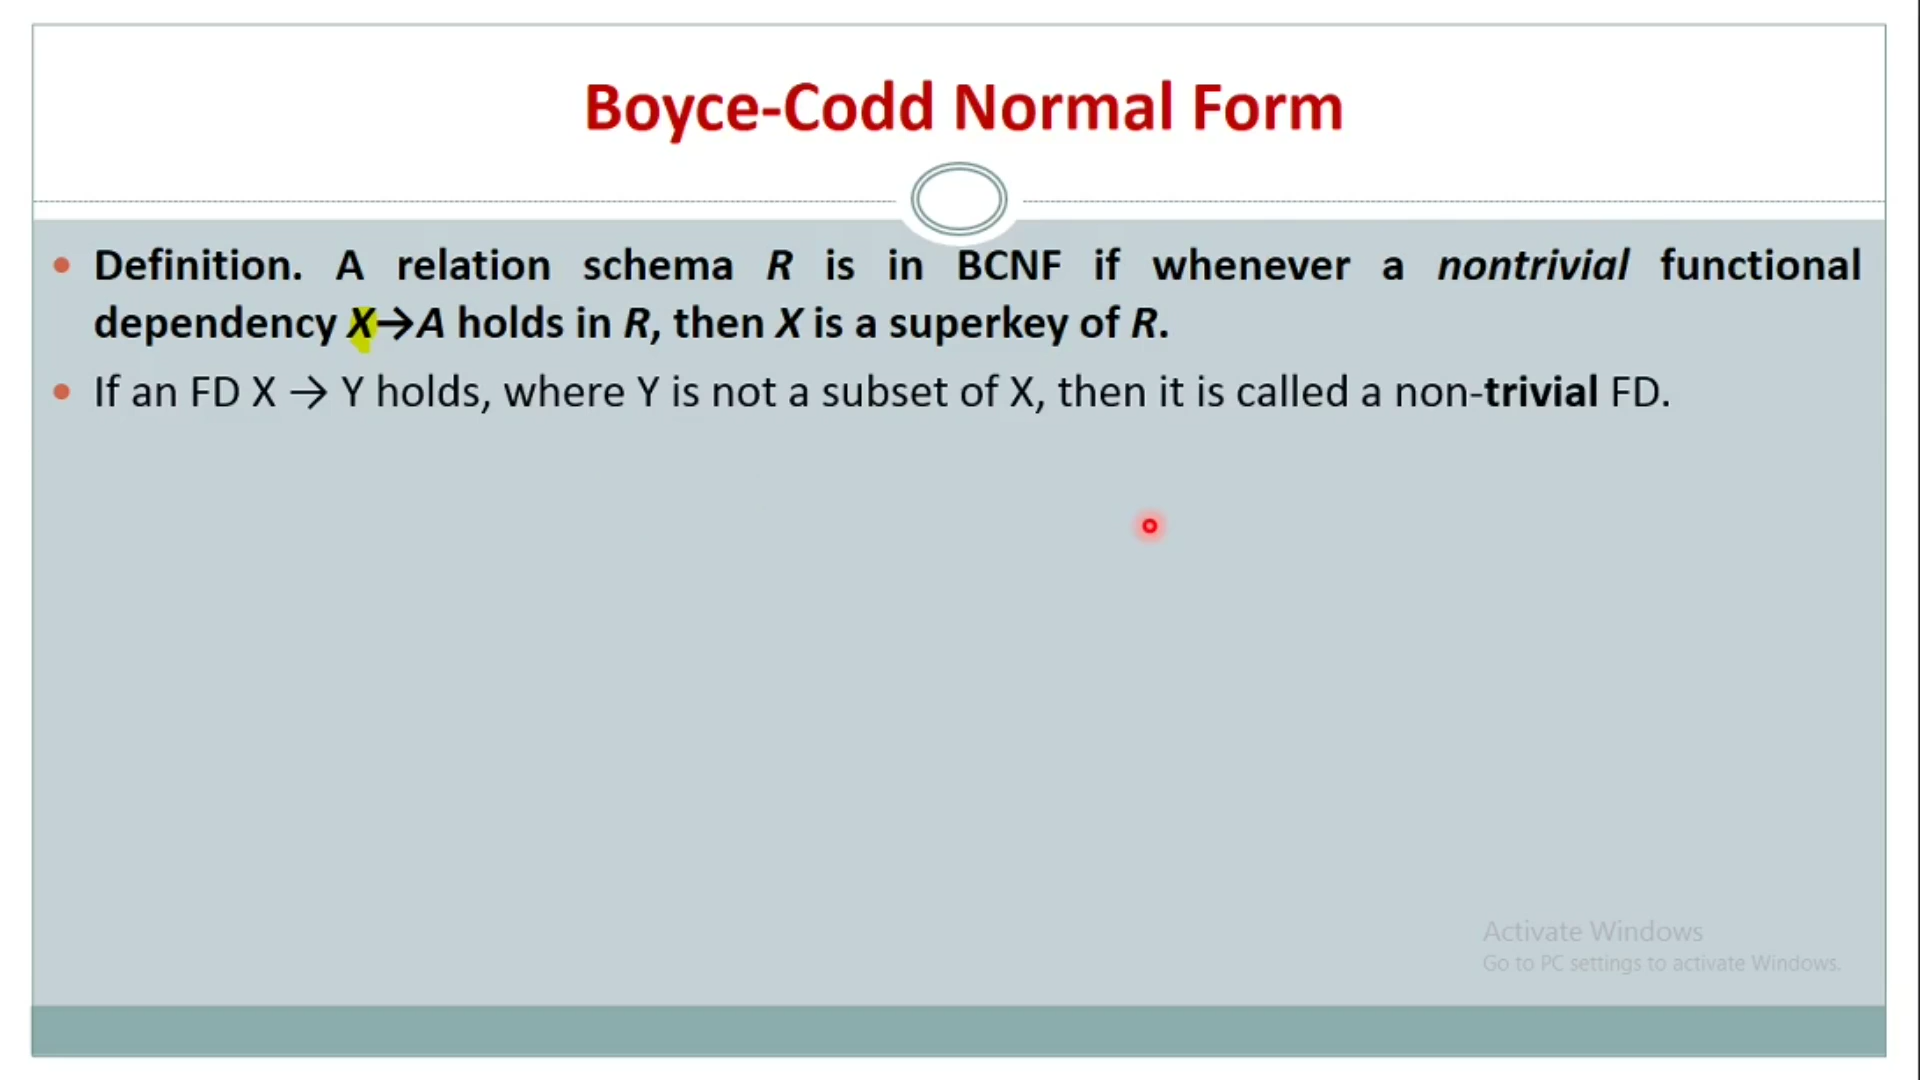 Boyce-Codd Normal Form
• Definition. A relation schema R is in BCNF if whenever a nontrivial functional
dependency X→A holds in R, then X is a superkey of R.
• If an FD X → Y holds, where Y is not a subset of X, then it is called a non-trivial FD.
Activate Windows
Go to PC settings to activate Windows.